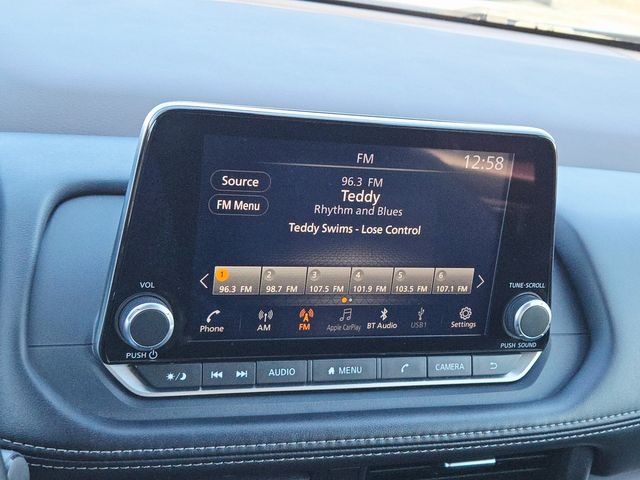 FM
12:58
Source
FM Menu
96.3 FM
Teddy
Rhythm and Blues
Teddy Swims - Lose Control
1 2 3 4 5 6
96.3 FM 98.7 FM 107.5 FM 101.9 FM 103.5 FM 107.1 FM
VOL
TUNE·SCROLL
Phone AM FM Apple CarPlay BT Audio USB1 Settings
PUSH
PUSH SOUND
AUDIO MENU CAMERA